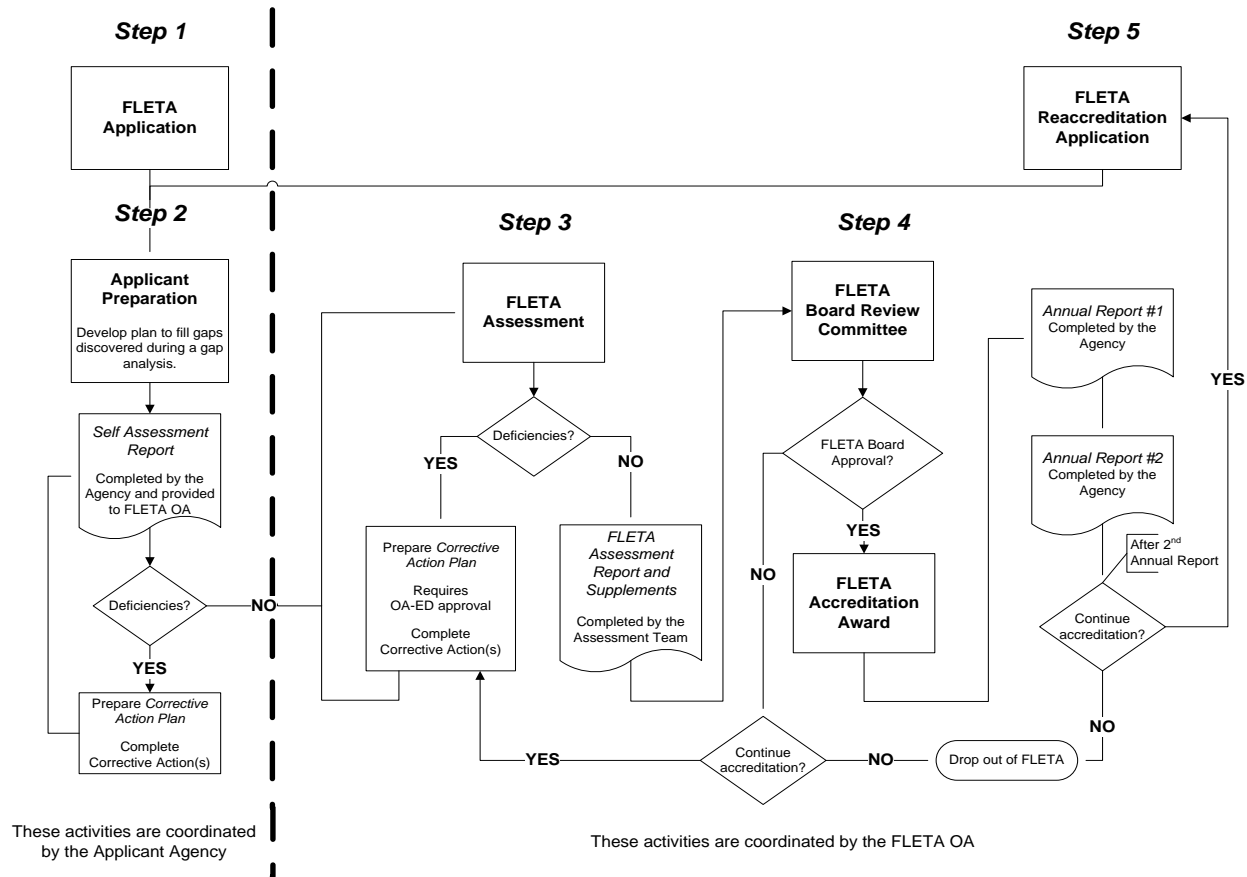 Step 1
FLETA
Application
Step 2
Applicant
Preparation
Develop plan to fill gaps
discovered during a gap
analysis.
Self Assessment
Report
Completed by the
Agency and provided
to FLETA OA
Deficiencies?
NO
YES
Prepare Corrective
Action Plan
Complete
Corrective Action(s)
These activities are coordinated
by the Applicant Agency
Step 3
FLETA
Assessment
Deficiencies?
YES
NO
Prepare Corrective
Action Plan
Requires
OA-ED approval
Complete
Corrective Action(s)
FLETA
Assessment
Report and
Supplements
Completed by the
Assessment Team
Step 4
FLETA
Board Review
Committee
FLETA Board
Approval?
YES
NO
FLETA
Accreditation
Award
Continue
accreditation?
YES
NO
Drop out of FLETA
Step 5
FLETA
Reaccreditation
Application
Annual Report #1
Completed by the
Agency
Annual Report #2
Completed by the
Agency
After 2nd
Annual Report
Continue
accreditation?
YES
NO
These activities are coordinated by the FLETA OA